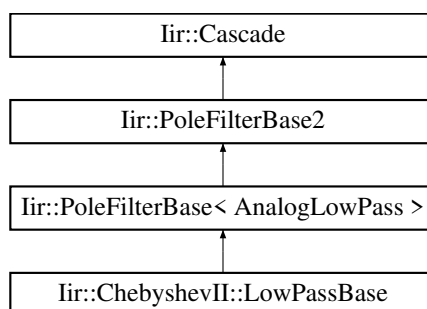 Iir::Cascade
Iir::PoleFilterBase2
Iir::PoleFilterBase< AnalogLowPass >
Iir::ChebyshevII::LowPassBase